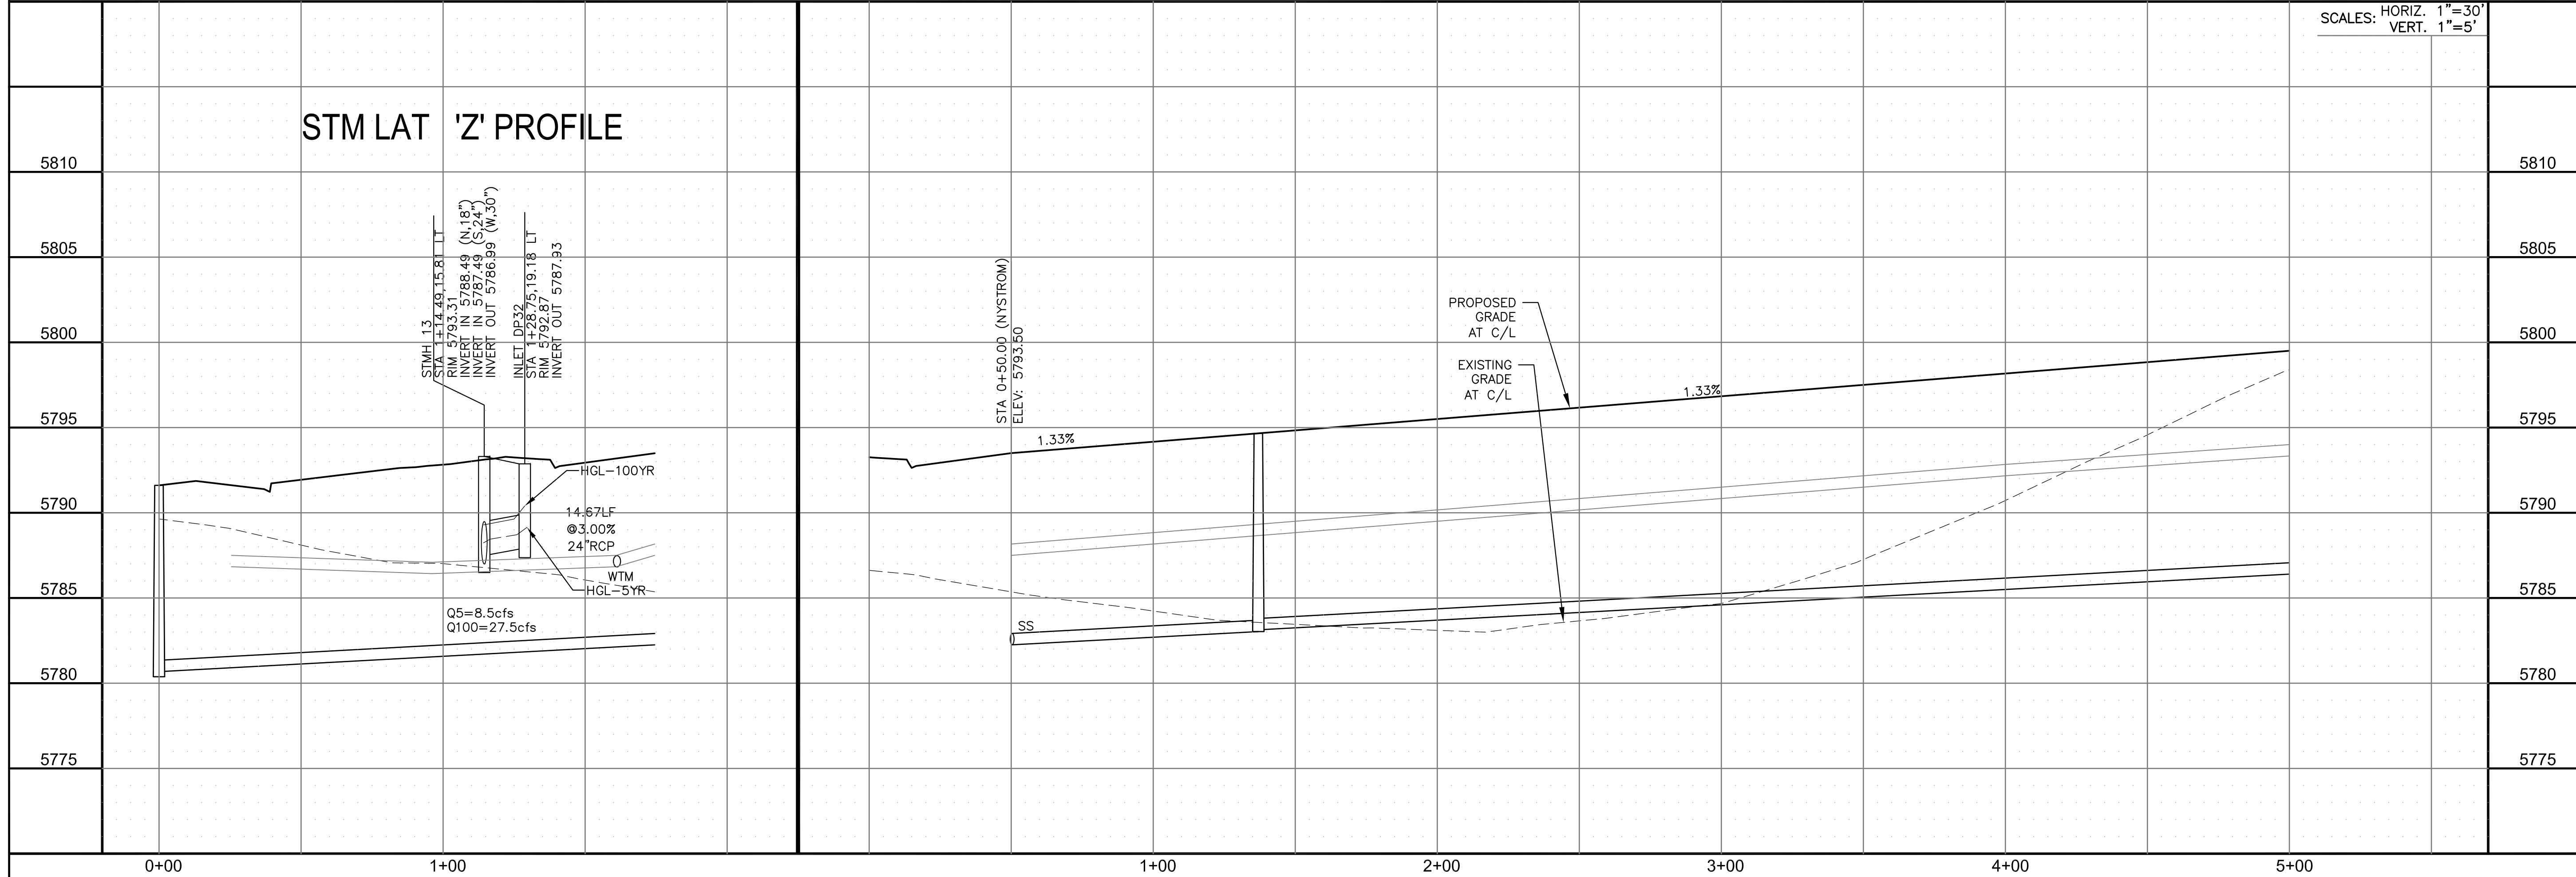 SCALES: HORIZ. 1"=30'
VERT. 1"=5'
STM LAT 'Z' PROFILE
5810
5805
5800
5795
5790
5785
5780
5775
STMH 13
STA 1+14.49,15.81 LT
RIM 5793.31
INVERT IN 5788.49 (N,18")
INVERT IN 5787.49 (S,24")
INVERT OUT 5786.99 (W,30")
INLET DP32
STA 1+28.75,19.18 LT
RIM 5792.87
INVERT OUT 5787.93
HGL-100YR
14.67LF
@3.00%
24"RCP
WTM
HGL-5YR
Q5=8.5cfs
Q100=27.5cfs
STA 0+50.00 (NYSTROM)
ELEV: 5793.50
1.33%
SS
PROPOSED
GRADE
AT C/L
EXISTING
GRADE
AT C/L
1.33%
5810
5805
5800
5795
5790
5785
5780
5775
0+00
1+00
1+00
2+00
3+00
4+00
5+00